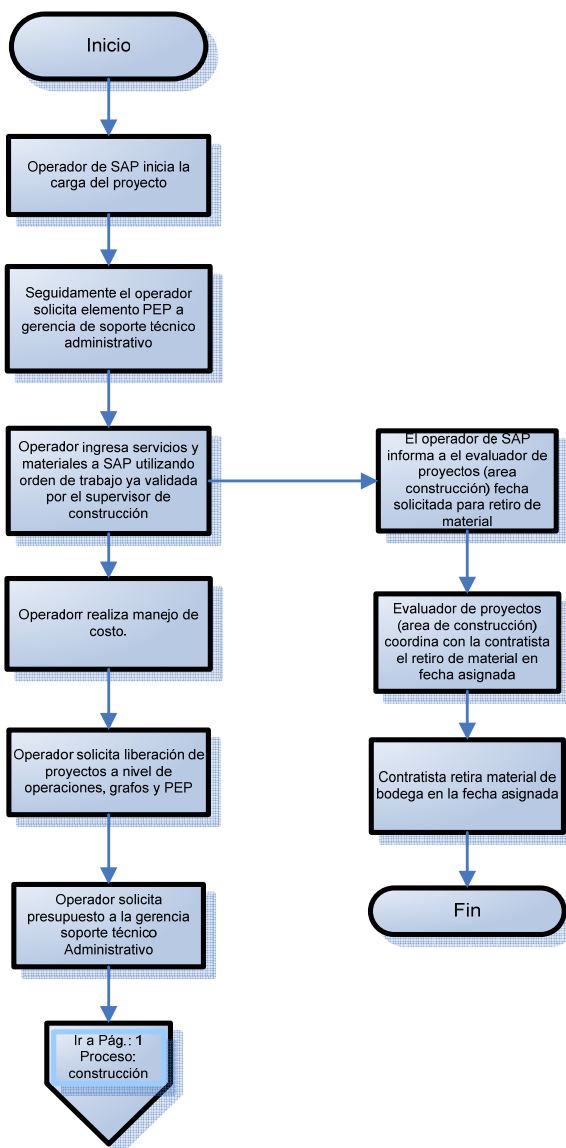 Inicio
Operador de SAP inicia la
carga del proyecto
Seguidamente el operador
solicita elemento PEP a
gerencia de soporte técnico
administrativo
Operador ingresa servicios y
materiales a SAP utilizando
orden de trabajo ya validada
por el supervisor de
construcción
Operadorr realiza manejo de
costo.
Operador solicita liberación de
proyectos a nivel de
operaciones, grafos y PEP
Operador solicita
presupuesto a la gerencia
soporte técnico
Administrativo
Ir a Pág.: 1
Proceso:
construcción
El operador de SAP
informa a el evaluador de
proyectos (area
construcción) fecha
solicitada para retiro de
material
Evaluador de proyectos
(area de construcción)
coordina con la contratista
el retiro de material en
fecha asignada
Contratista retira material de
bodega en la fecha asignada
Fin